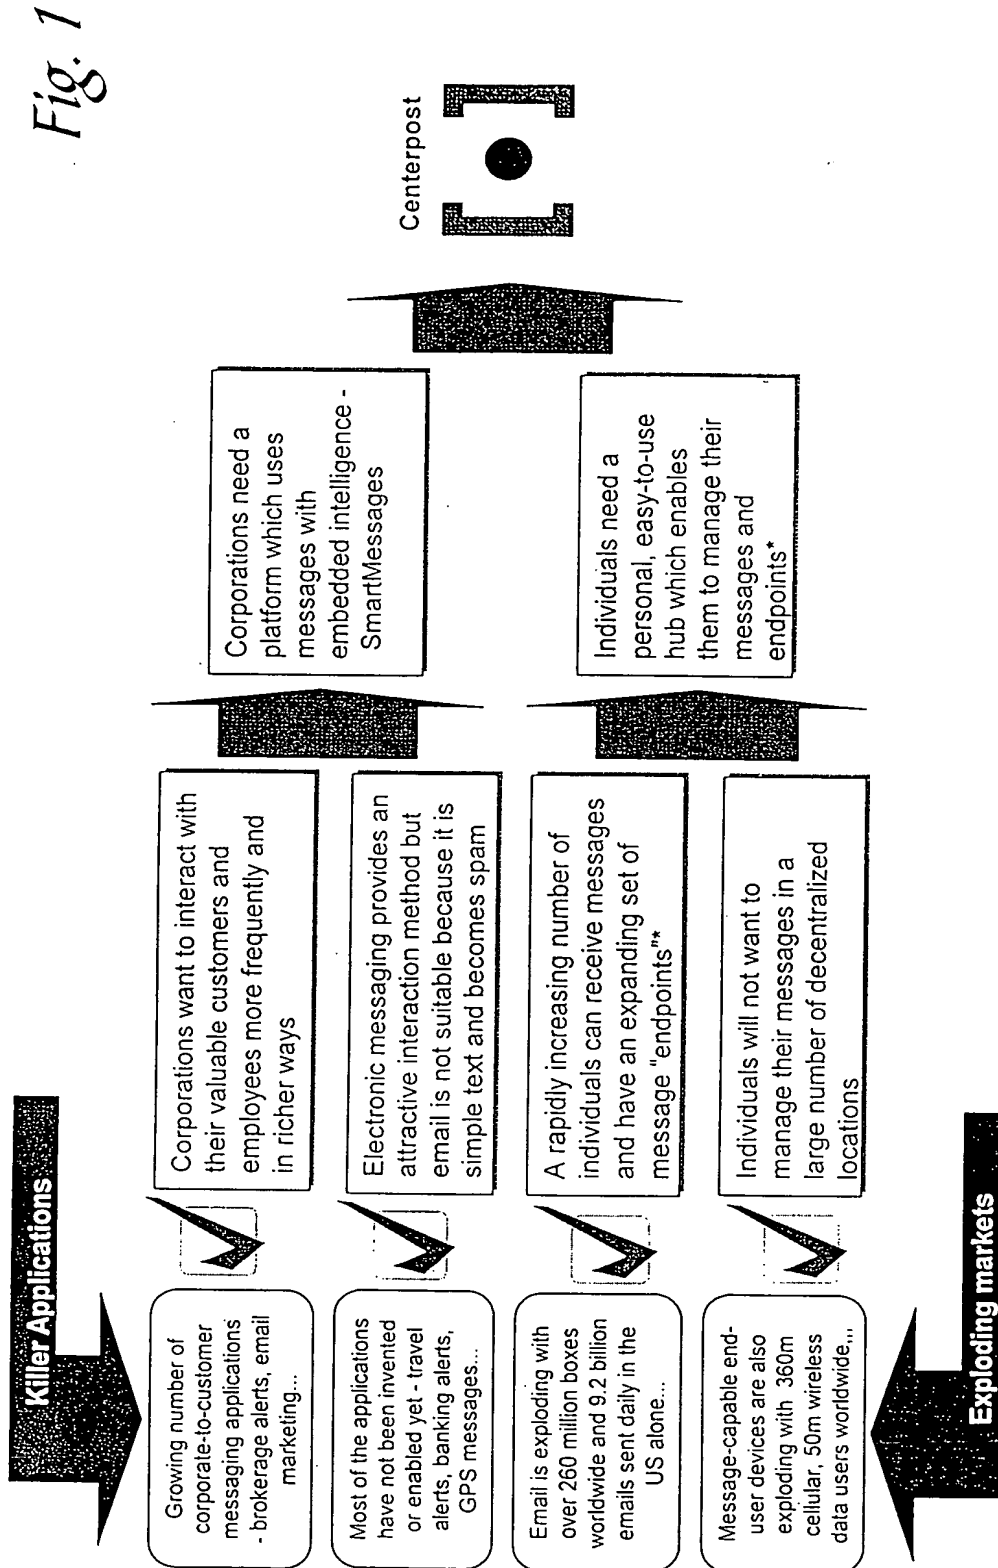 Fig. 1
Killer Applications
Growing number of
corporate-to-customer
messaging applications
- brokerage alerts, email
marketing...
Most of the applications
have not been invented
or enabled yet - travel
alerts, banking alerts,
GPS messages...
Email is exploding with
over 260 million boxes
worldwide and 9.2 billion
emails sent daily in the
US alone...
Message-capable end-
user devices are also
exploding with 360m
cellular, 50m wireless
data users worldwide,,,
Exploding markets
Corporations want to interact with
their valuable customers and
employees more frequently and
in richer ways
Electronic messaging provides an
attractive interaction method but
email is not suitable because it is
simple text and becomes spam
A rapidly increasing number of
individuals can receive messages
and have an expanding set of
message "endpoints"*
Individuals will not want to
manage their messages in a
large number of decentralized
locations
Corporations need a
platform which uses
messages with
embedded intelligence -
SmartMessages
Individuals need a
personal, easy-to-use
hub which enables
them to manage their
messages and
endpoints*
Centerpost